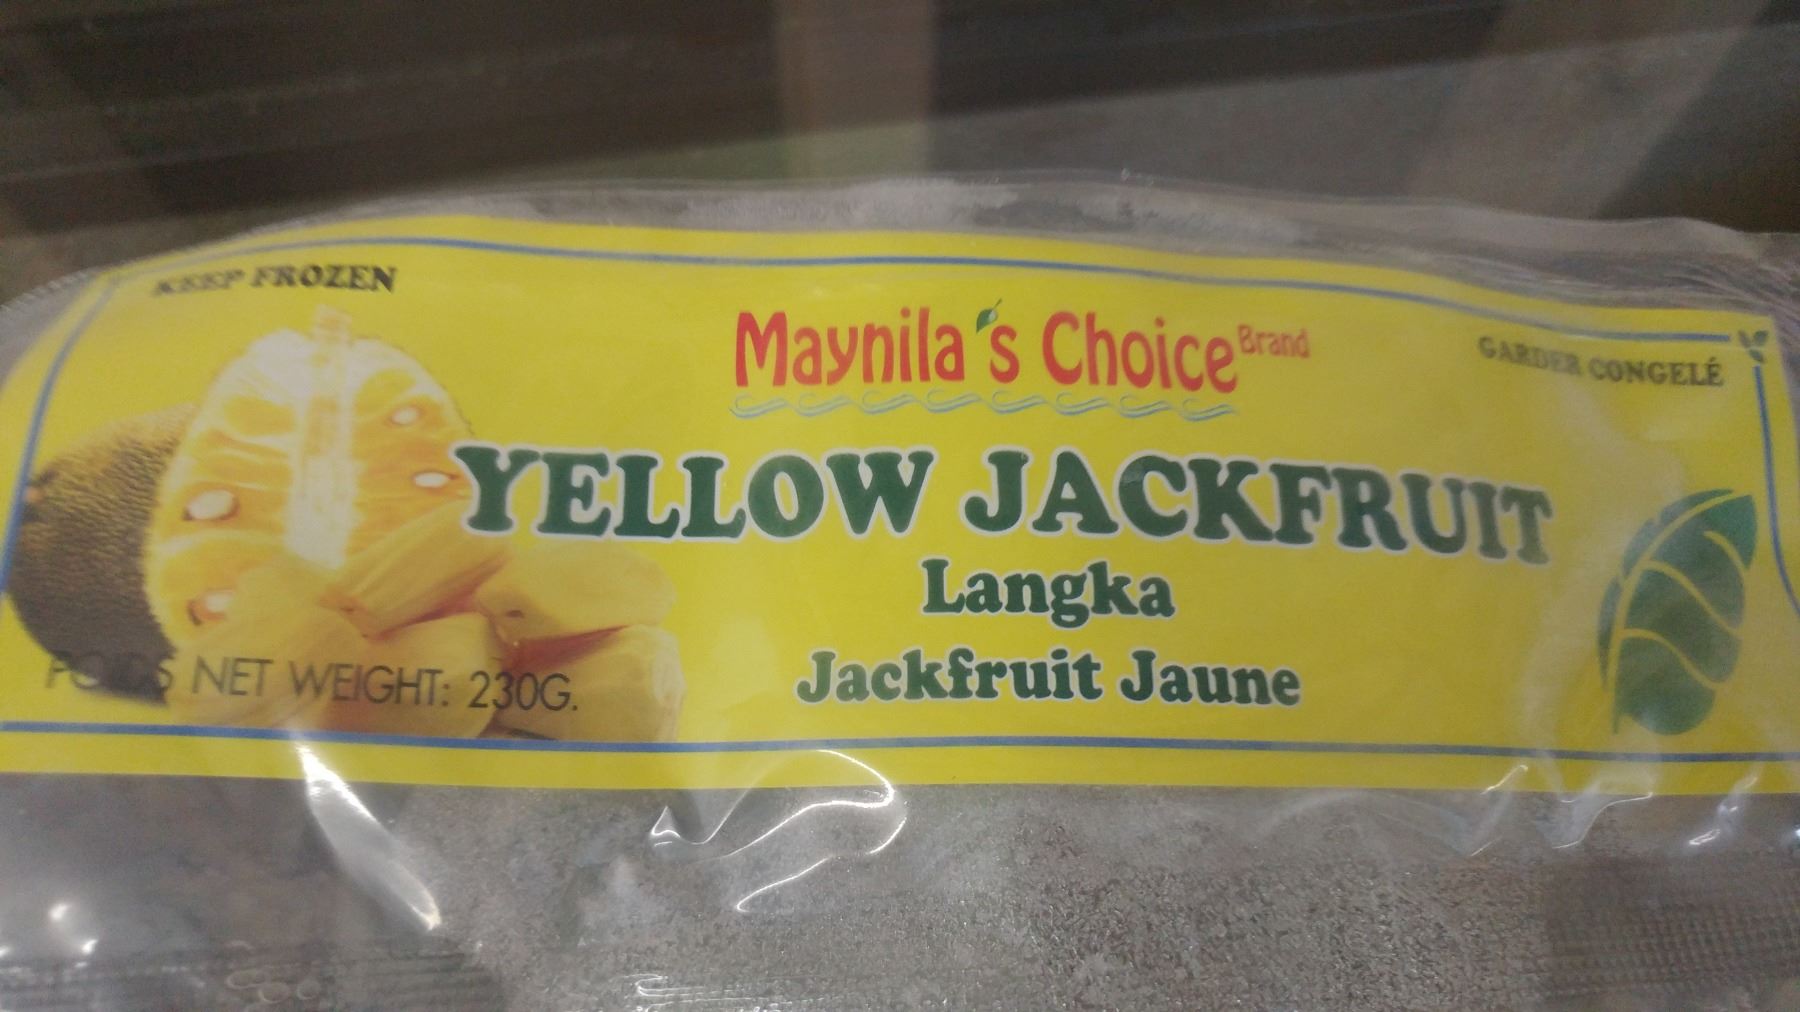 KEEP FROZEN
Maynila's Choice Brand
GARDER CONGELÉ
YELLOW JACKFRUIT
Langka
Jackfruit Jaune
NET WEIGHT: 230G.